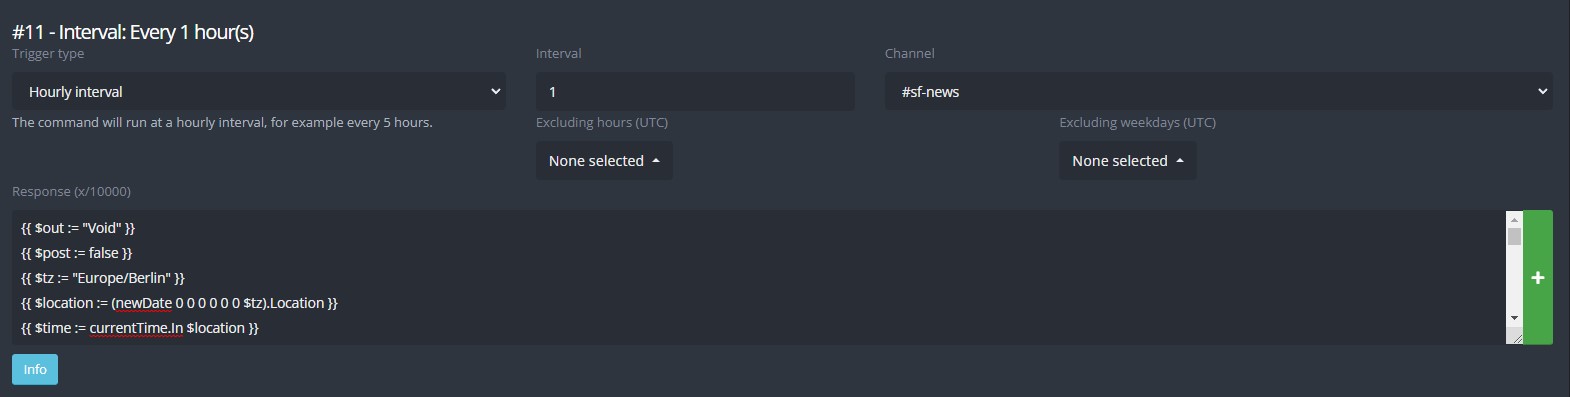 #11 - Interval: Every 1 hour(s)
Trigger type Interval Channel
Hourly interval 1 #sf-news
The command will run at a hourly interval, for example every 5 hours. Excluding hours (UTC) Excluding weekdays (UTC)
None selected None selected
Response (x/10000)
{{ $out := "Void" }}
{{ $post := false }}
{{ $tz := "Europe/Berlin" }}
{{ $location := (newDate 0 0 0 0 0 0 $tz).Location }}
{{ $time := currentTime.In $location }}
+
Info